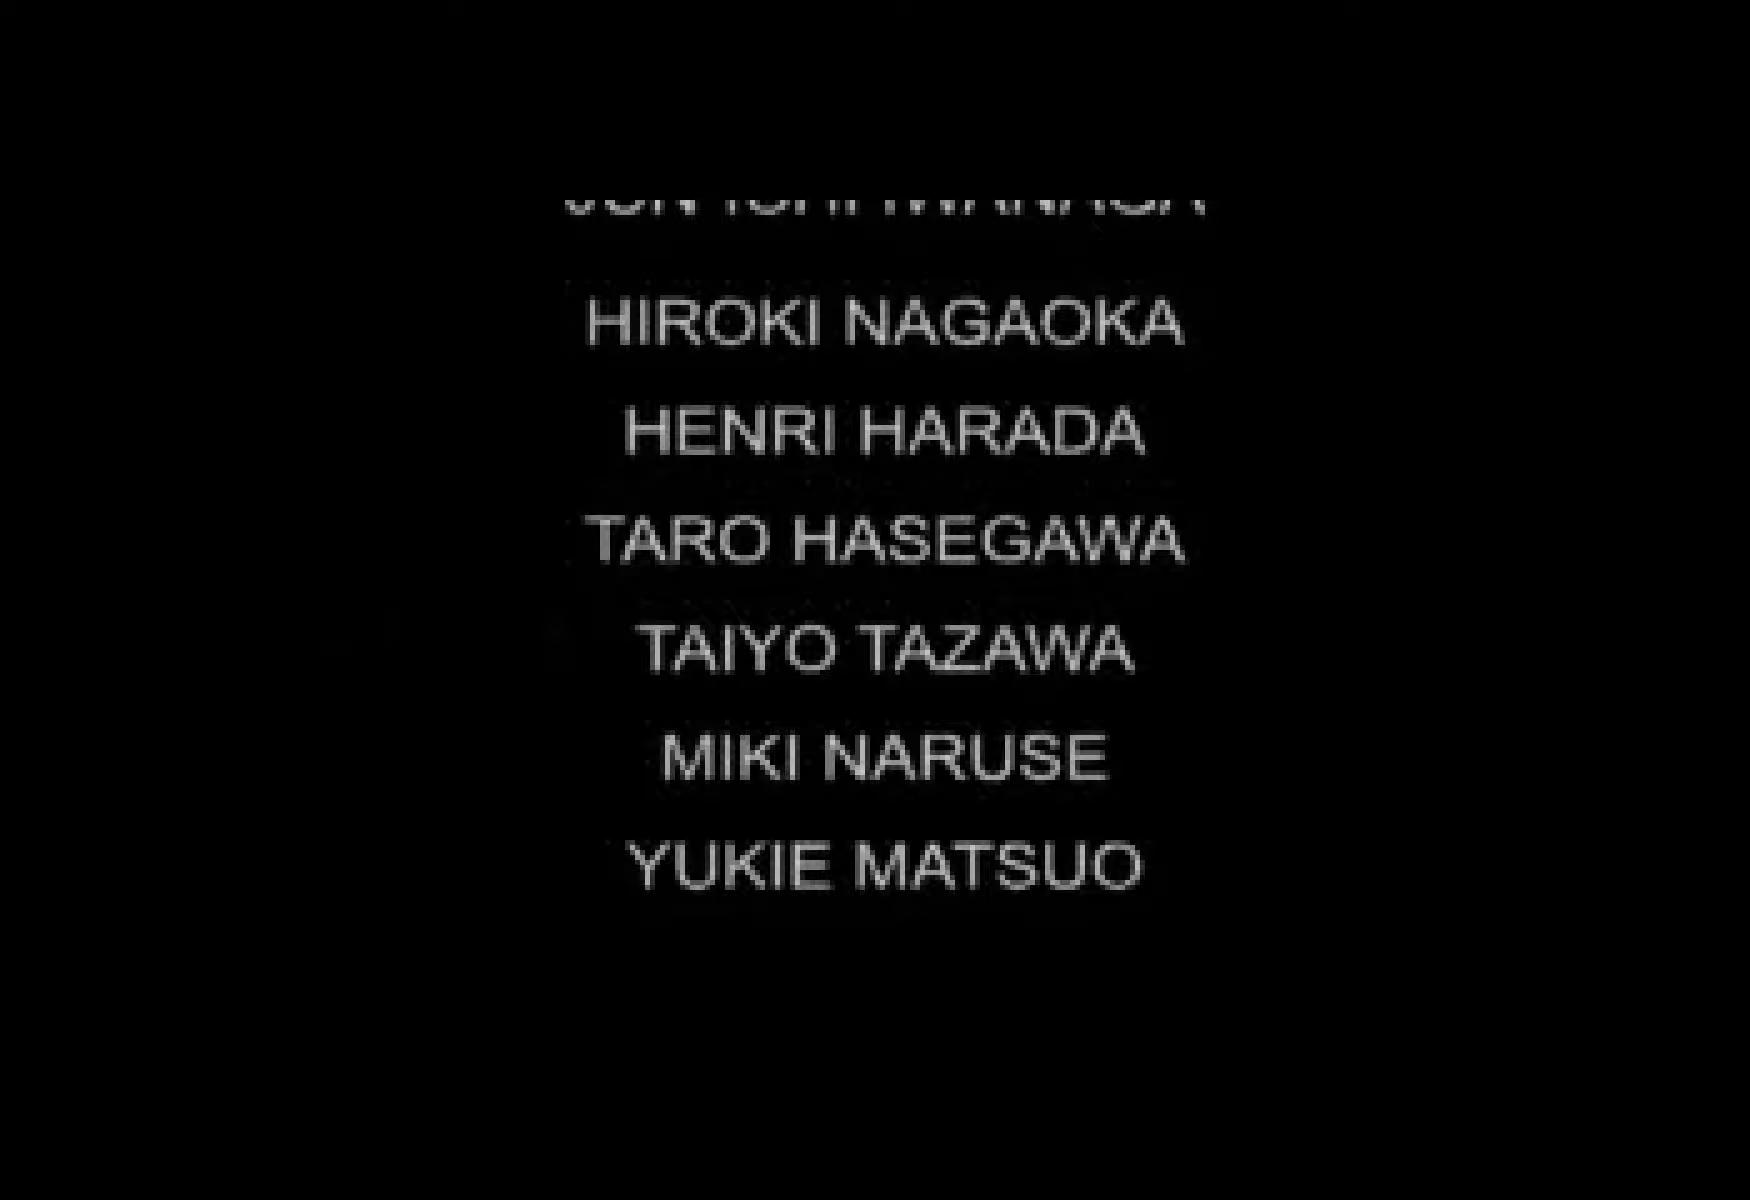 HIROKI NAGAOKA
HENRI HARADA
TARO HASEGAWA
TAIYO TAZAWA
MIKI NARUSE
YUKIE MATSUO